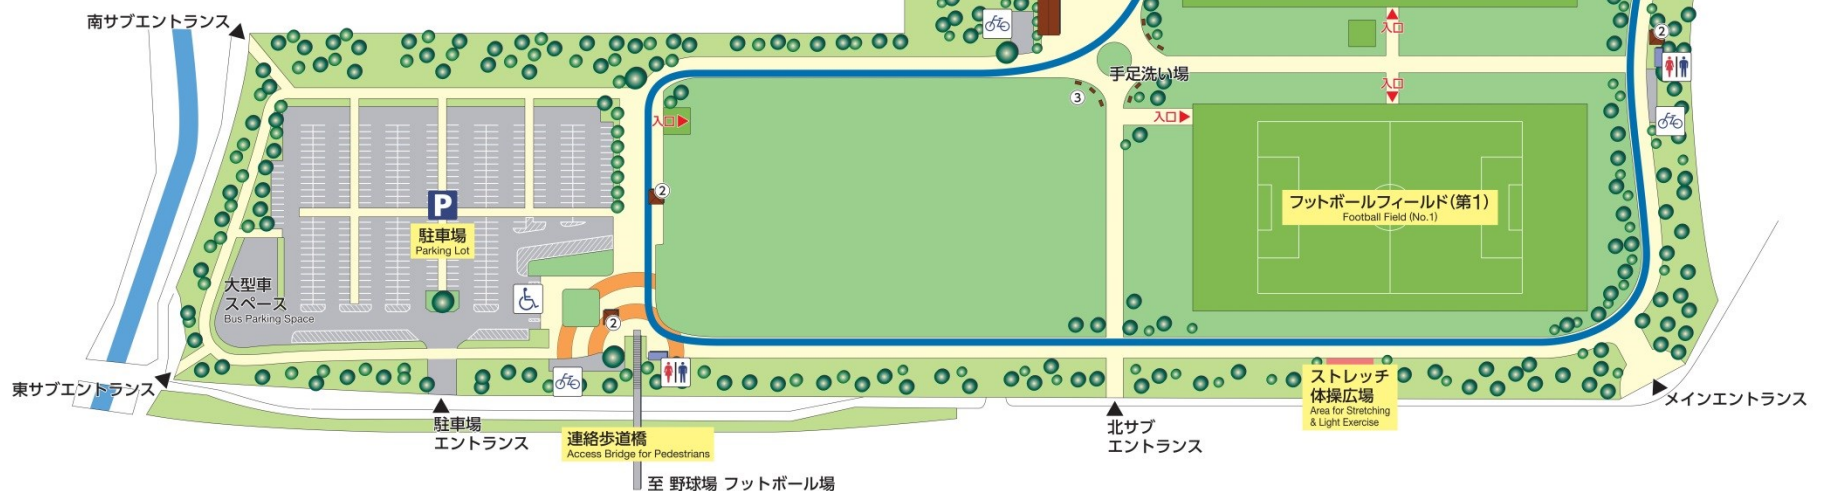 南サブエントランス
入口
②
手足洗い場
入口
③
入口
入口
②
フットボールフィールド(第1)
Football Field (No.1)
P
駐車場
Parking Lot
大型車
スペース
Bus Parking Space
②
東サブエントランス
ストレッチ
体操広場
Area for Stretching
& Light Exercise
メインエントランス
駐車場
エントランス
連絡歩道橋
Access Bridge for Pedestrians
北サブ
エントランス
至 野球場 フットボール場